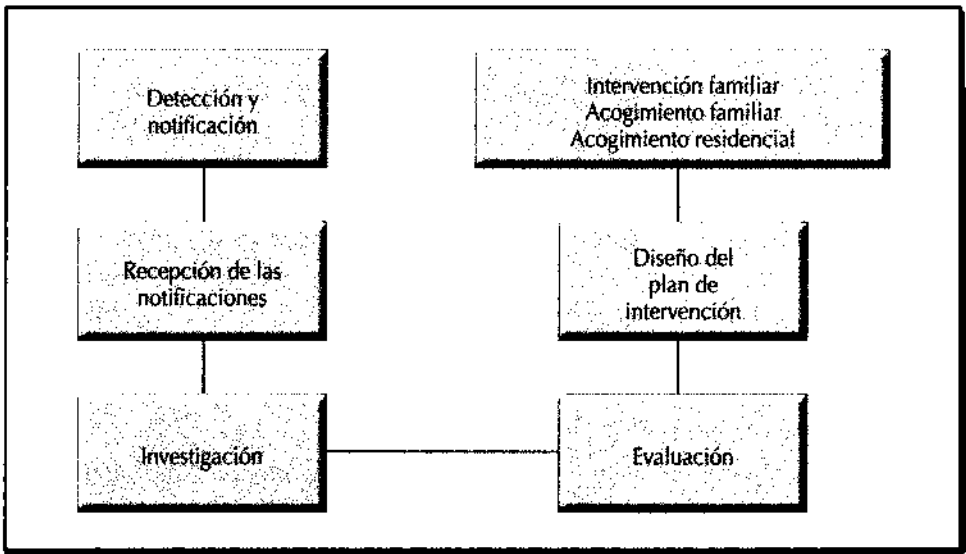 Detección y
notificación
Recepción de las
notificaciones
Investigación
Evaluación
Diseño del
plan de
intervención
Intervención familiar
Acogimiento familiar
Acogimiento residencial